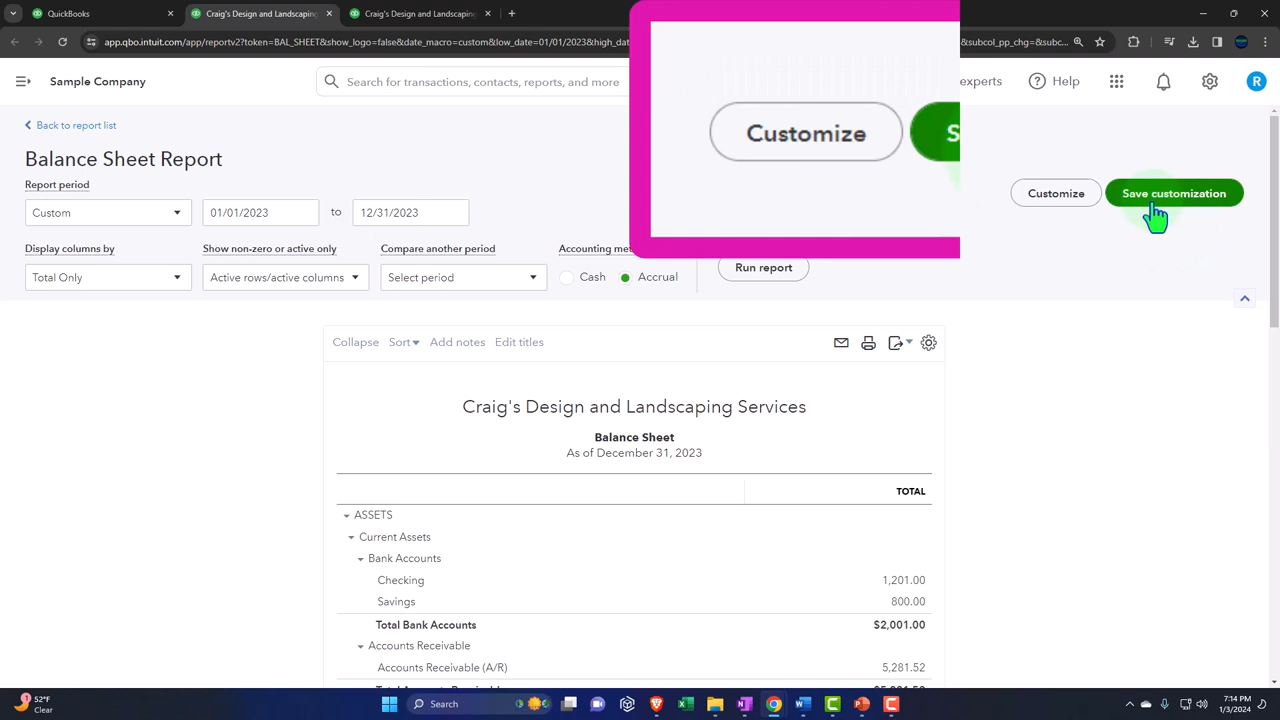 QuickBooks
Craig's Design and Landscaping
QuickBooks
app.qbo.intuit.com/app/report?token=BAL_SHEET&show_logo=false&date_macro=custom&low_date=01/01/2023&high_d
Sample Company
Search for transactions, contacts, reports, and more
experts
Help
R
Customize
S
Back to report list
Balance Sheet Report
Report period
Custom
01/01/2023
to
12/31/2023
Customize
Save customization
Display columns by
Show non-zero or active only
Compare another period
Accounting
Total Only
Active rows/active columns
Select period
Cash
Accrual
Run report
Collapse
Sort
Add notes
Edit titles
Craig's Design and Landscaping Services
Balance Sheet
As of December 31, 2023
TOTAL
ASSETS
Current Assets
Bank Accounts
Checking 1,201.00
Savings 800.00
Total Bank Accounts $2,001.00
Accounts Receivable
Accounts Receivable (A/R) 5,281.52
1
52°F
Clear
Search
7:14 PM
1/3/2024